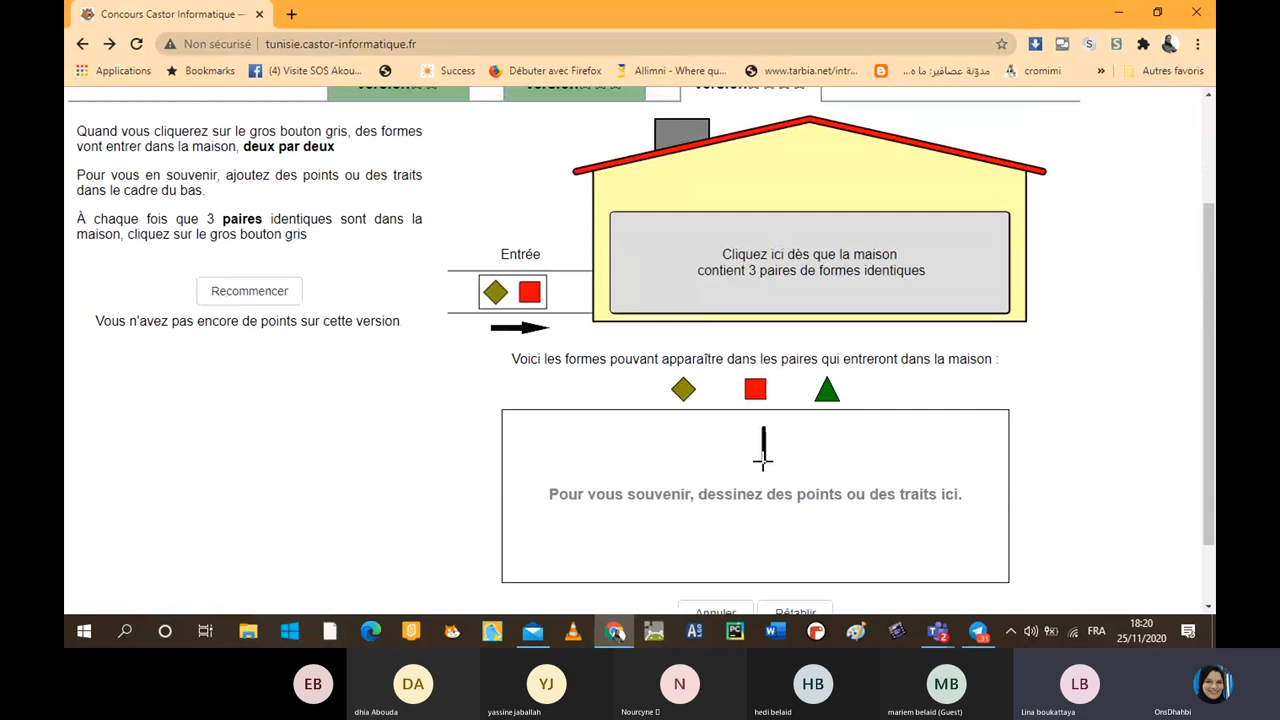 Concours Castor Informatique —
Non sécurisé
tunisie.castor-informatique.fr
Applications
Bookmarks
(4) Visite SOS Akou...
Success
Débuter avec Firefox
Allimni - Where qu...
www.tarbia.net/intr...
مدوّنة عصافير: ما ه...
cromimi
»
Autres favoris
Quand vous cliquerez sur le gros bouton gris, des formes
vont entrer dans la maison, deux par deux
Pour vous en souvenir, ajoutez des points ou des traits
dans le cadre du bas.
À chaque fois que 3 paires identiques sont dans la
maison, cliquez sur le gros bouton gris
Recommencer
Vous n'avez pas encore de points sur cette version
Entrée
Cliquez ici dès que la maison
contient 3 paires de formes identiques
Voici les formes pouvant apparaître dans les paires qui entreront dans la maison :
Pour vous souvenir, dessinez des points ou des traits ici.
Annuler
Rétablir
FRA
18:20
25/11/2020
EB
DA
YJ
N
HB
MB
LB
dhia Abouda
yassine jaballah
Nourcyne
hedi belaid
mariem belaid (Guest)
Lina boukattaya
OnsDhahbi